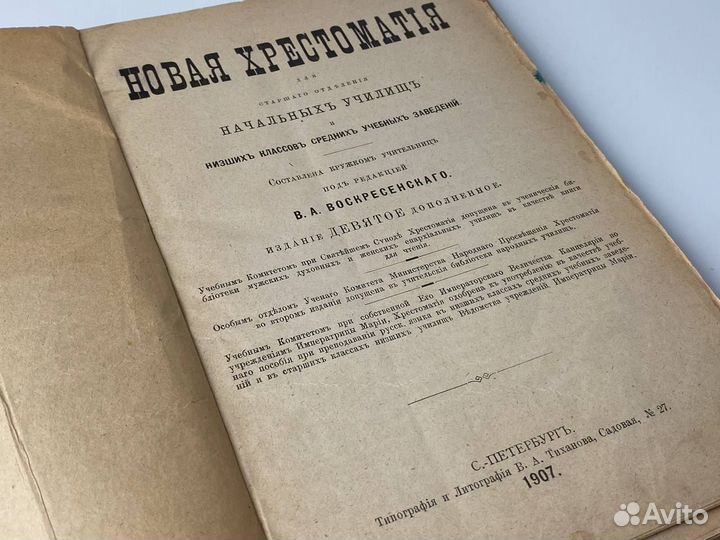 НОВАЯ ХРЕСТОМАТІЯ
ДЛЯ
СТАРШАГО ОТДѢЛЕНІЯ
НАЧАЛЬНЫХЪ УЧИЛИЩЪ
И
НИЗШИХЪ КЛАССОВЪ СРЕДНИХЪ УЧЕБНЫХЪ ЗАВЕДЕНІЙ.
СОСТАВЛЕНА КРУЖКОМЪ УЧИТЕЛЬНИЦЪ
ПОДЪ РЕДАКЦІЕЙ
В. А. ВОСКРЕСЕНСКАГО.
ИЗДАНІЕ ДЕВЯТОЕ ДОПОЛНЕННОЕ.
Учебнымъ Комитетомъ при Святѣйшемъ Сѵнодѣ Хрестоматія допущена въ ученическія би-
бліотеки мужскихъ духовныхъ и женскихъ епархіальныхъ училищъ въ качествѣ книги
для чтенія.
Особымъ отдѣломъ Ученаго Комитета Министерства Народнаго Просвѣщенія Хрестоматія
во второмъ изданіи допущена въ учительскія библіотеки народныхъ училищъ.
Учебнымъ Комитетомъ при собственной Его Императорскаго Величества Канцеляріи по
учрежденіямъ Императрицы Маріи, Хрестоматія одобрена къ употребленію въ качествѣ учеб-
наго пособія при преподаваніи русск. языка въ низшихъ классахъ среднихъ учебныхъ заведе-
ній и въ старшихъ классахъ низшихъ училищъ Вѣдомства учрежденій Императрицы Маріи.
С.-ПЕТЕРБУРГЪ.
Типографія и Литографія В. А. Тиханова, Садовая, № 27.
1907.
Avito